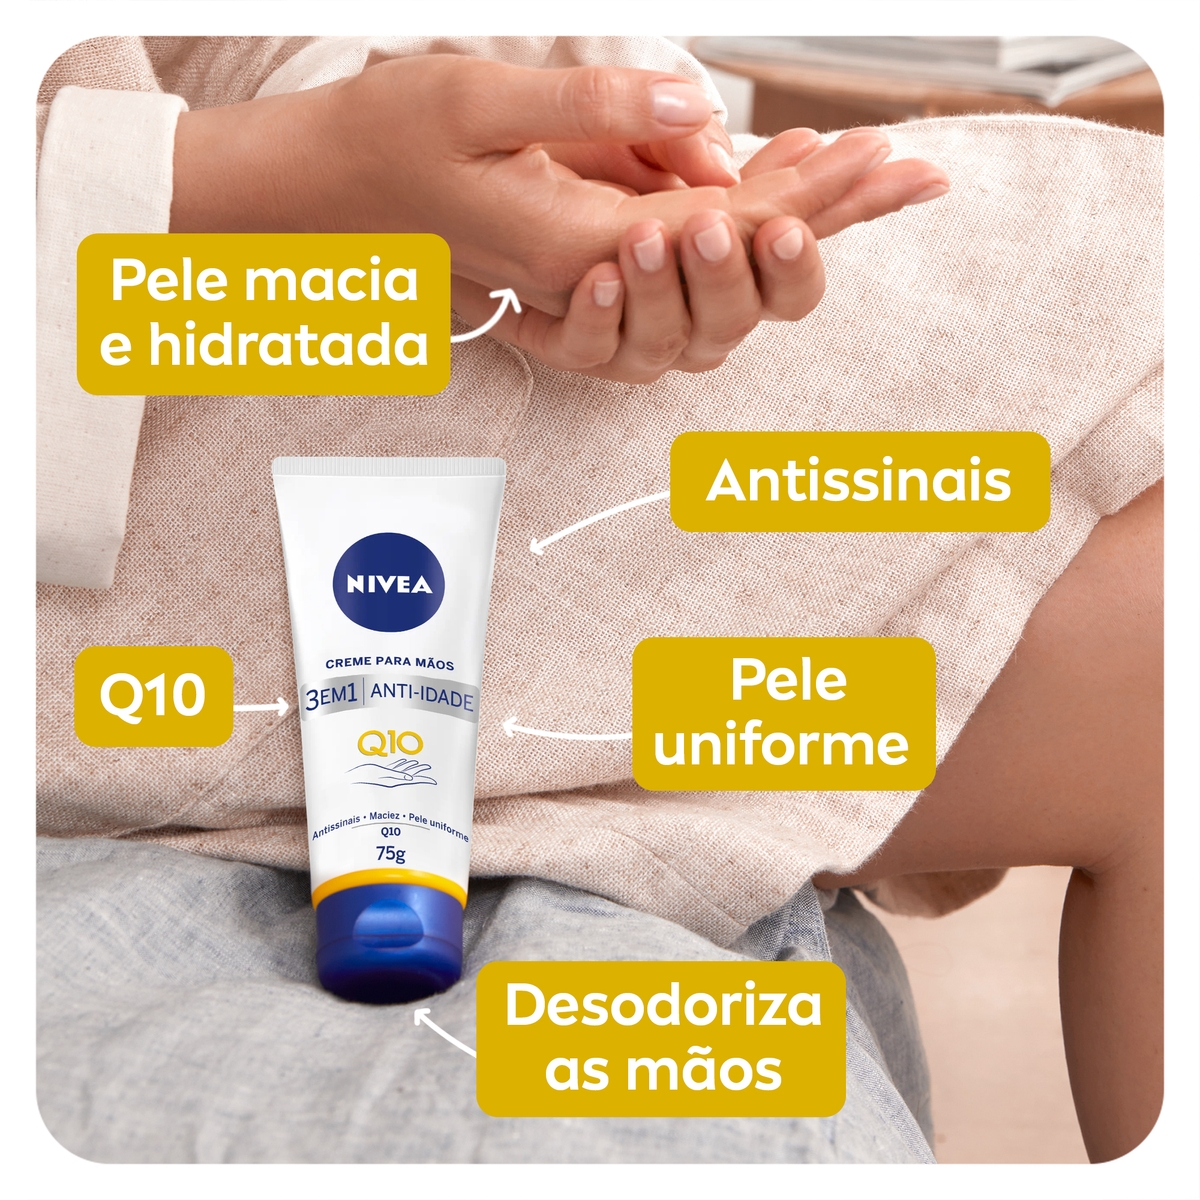 Pele macia
e hidratada
Antissinais
NIVEA
CREME PARA MÃOS
3EM1 ANTI-IDADE
Q10
Q10
Pele
uniforme
Antissinais • Maciez • Pele uniforme
Q10
75g
Desodoriza
as mãos